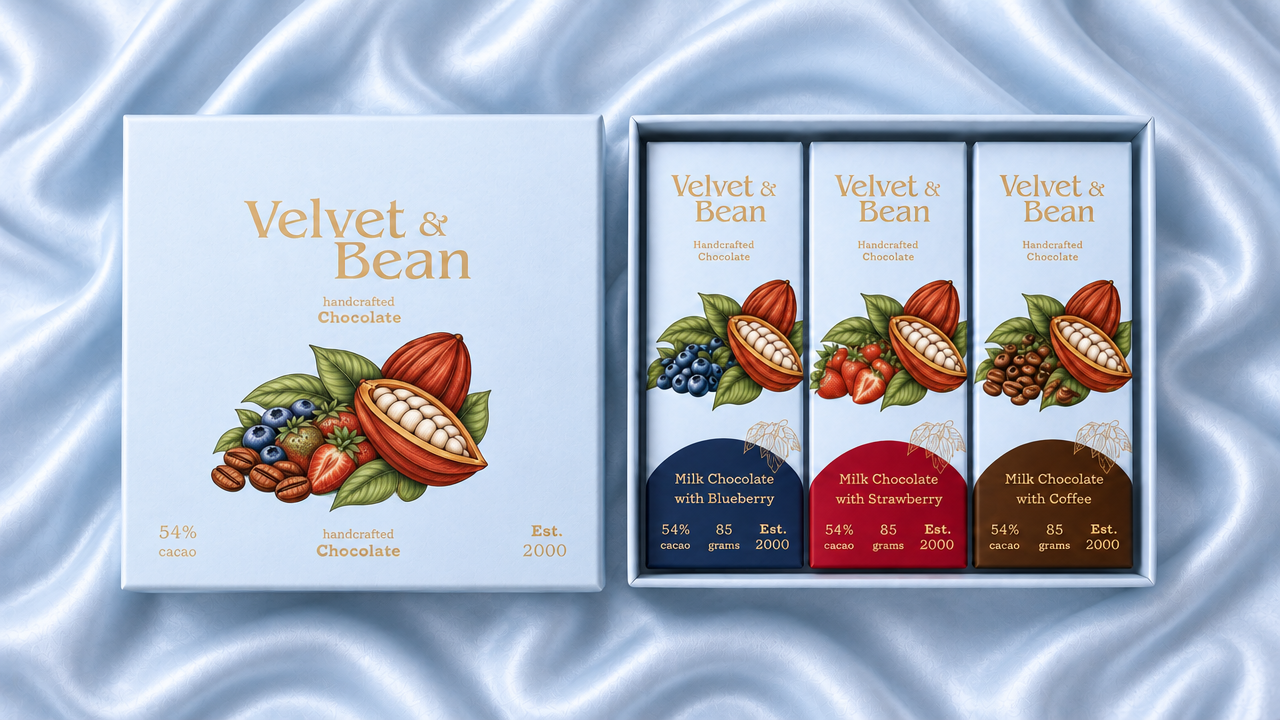 Velvet &
Bean
handcrafted
Chocolate
54%
cacao
handcrafted
Chocolate
Est.
2000
Velvet &
Bean
Handcrafted
Chocolate
Milk Chocolate
with Blueberry
54%
cacao
85
grams
Est.
2000
Velvet &
Bean
Handcrafted
Chocolate
Milk Chocolate
with Strawberry
54%
cacao
85
grams
Est.
2000
Velvet &
Bean
Handcrafted
Chocolate
Milk Chocolate
with Coffee
54%
cacao
85
grams
Est.
2000